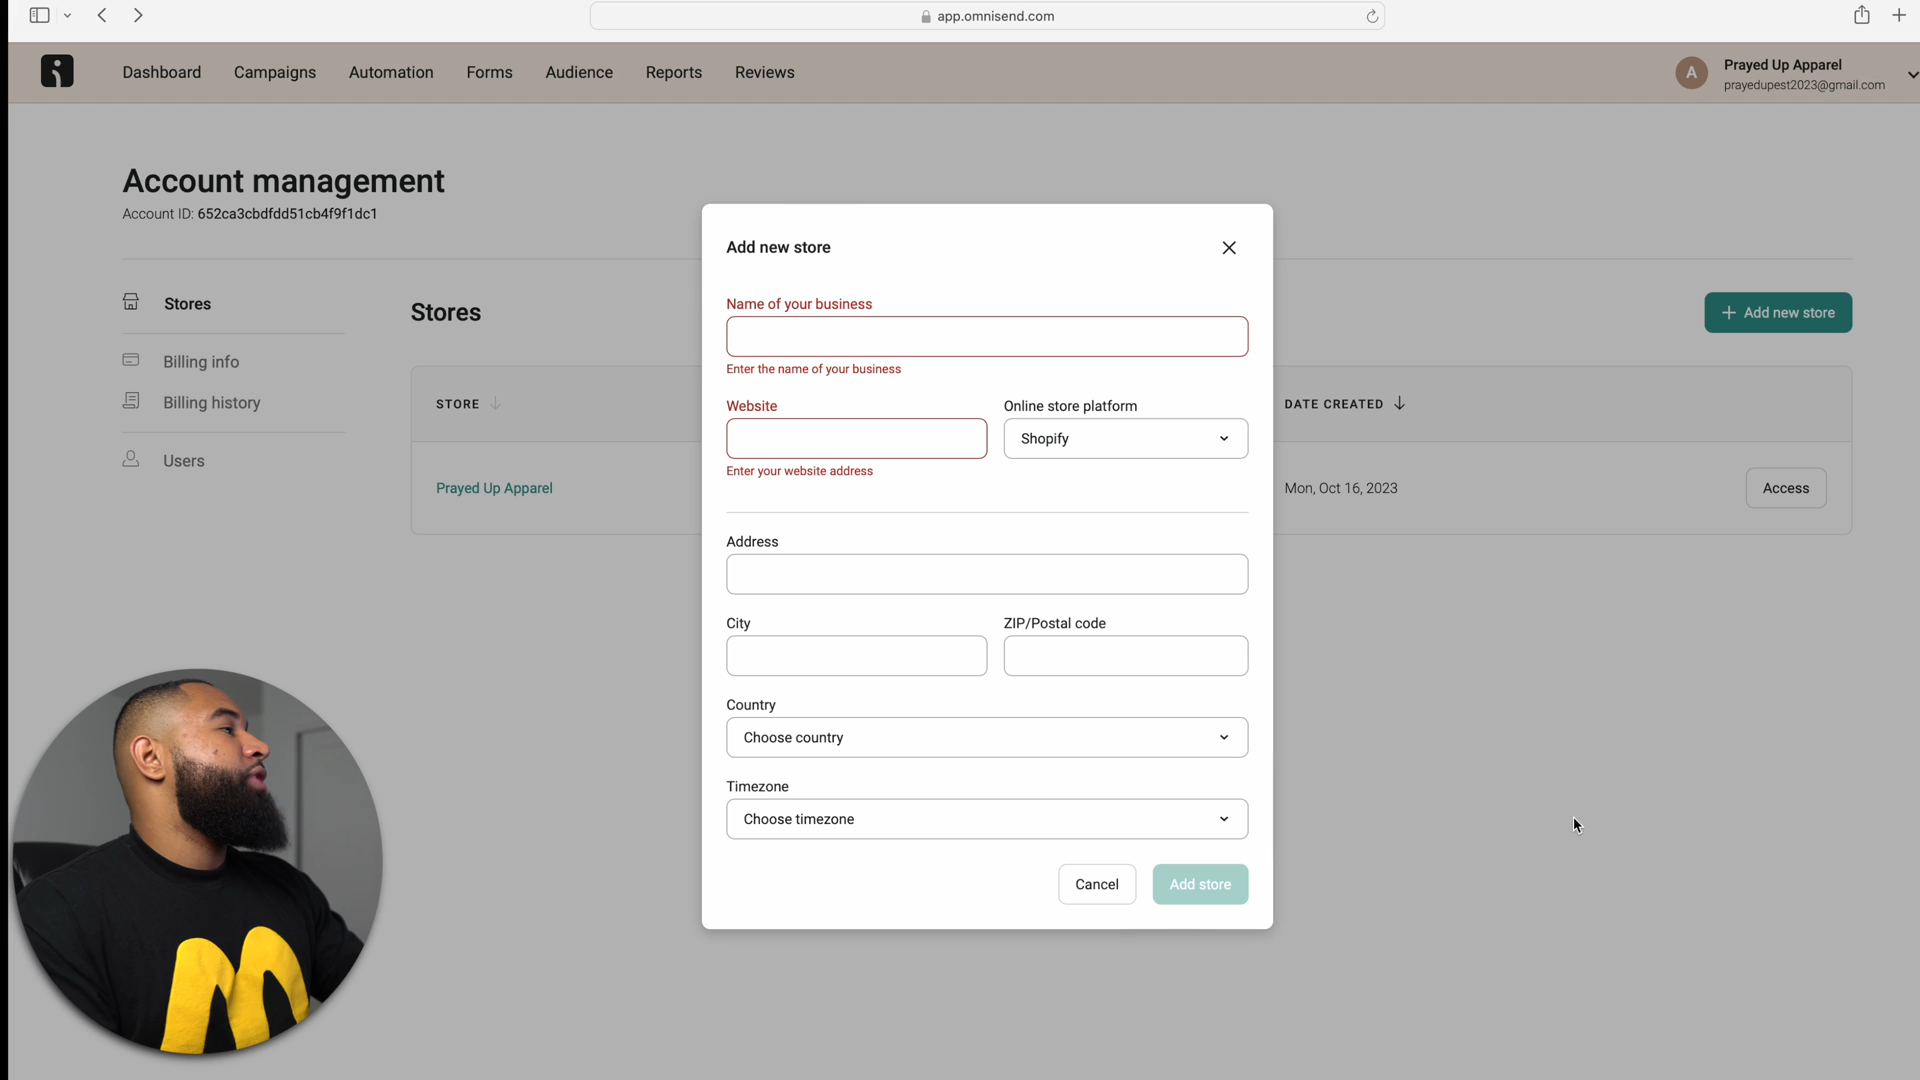 app.omnisend.com
Dashboard
Campaigns
Automation
Forms
Audience
Reports
Reviews
A
Prayed Up Apparel
prayedupest2023@gmail.com
Account management
Account ID: 652ca3cbdfdd51cb4f9f1dc1
Stores
Billing info
Billing history
Users
Stores
+ Add new store
STORE
DATE CREATED
Prayed Up Apparel
Mon, Oct 16, 2023
Access
Add new store
Name of your business
Enter the name of your business
Website
Online store platform
Shopify
Enter your website address
Address
City
ZIP/Postal code
Country
Choose country
Timezone
Choose timezone
Cancel
Add store